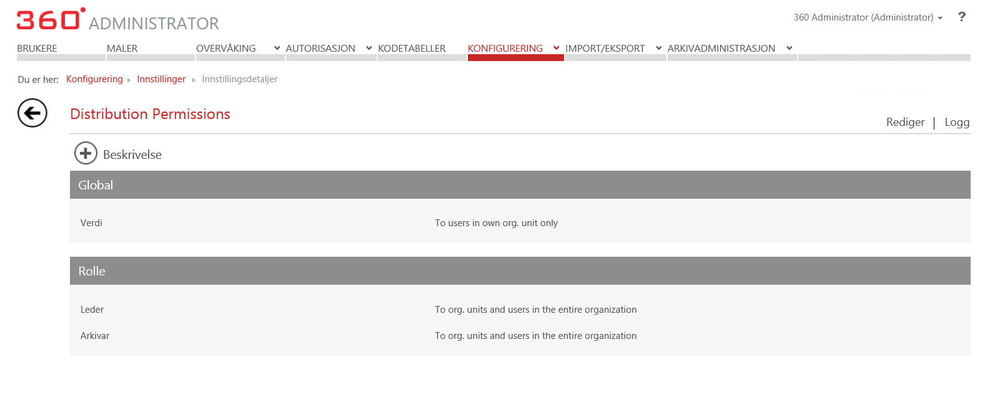 360° ADMINISTRATOR
360 Administrator (Administrator) ?
BRUKERE MALER OVERVÅKING AUTORISASJON KODETABELLER KONFIGURERING IMPORT/EKSPORT ARKIVADMINISTRASJON
Du er her: Konfigurering Innstillinger Innstillingsdetaljer
Distribution Permissions
Rediger | Logg
Beskrivelse
Global
Verdi To users in own org. unit only
Rolle
Leder To org. units and users in the entire organization
Arkivar To org. units and users in the entire organization